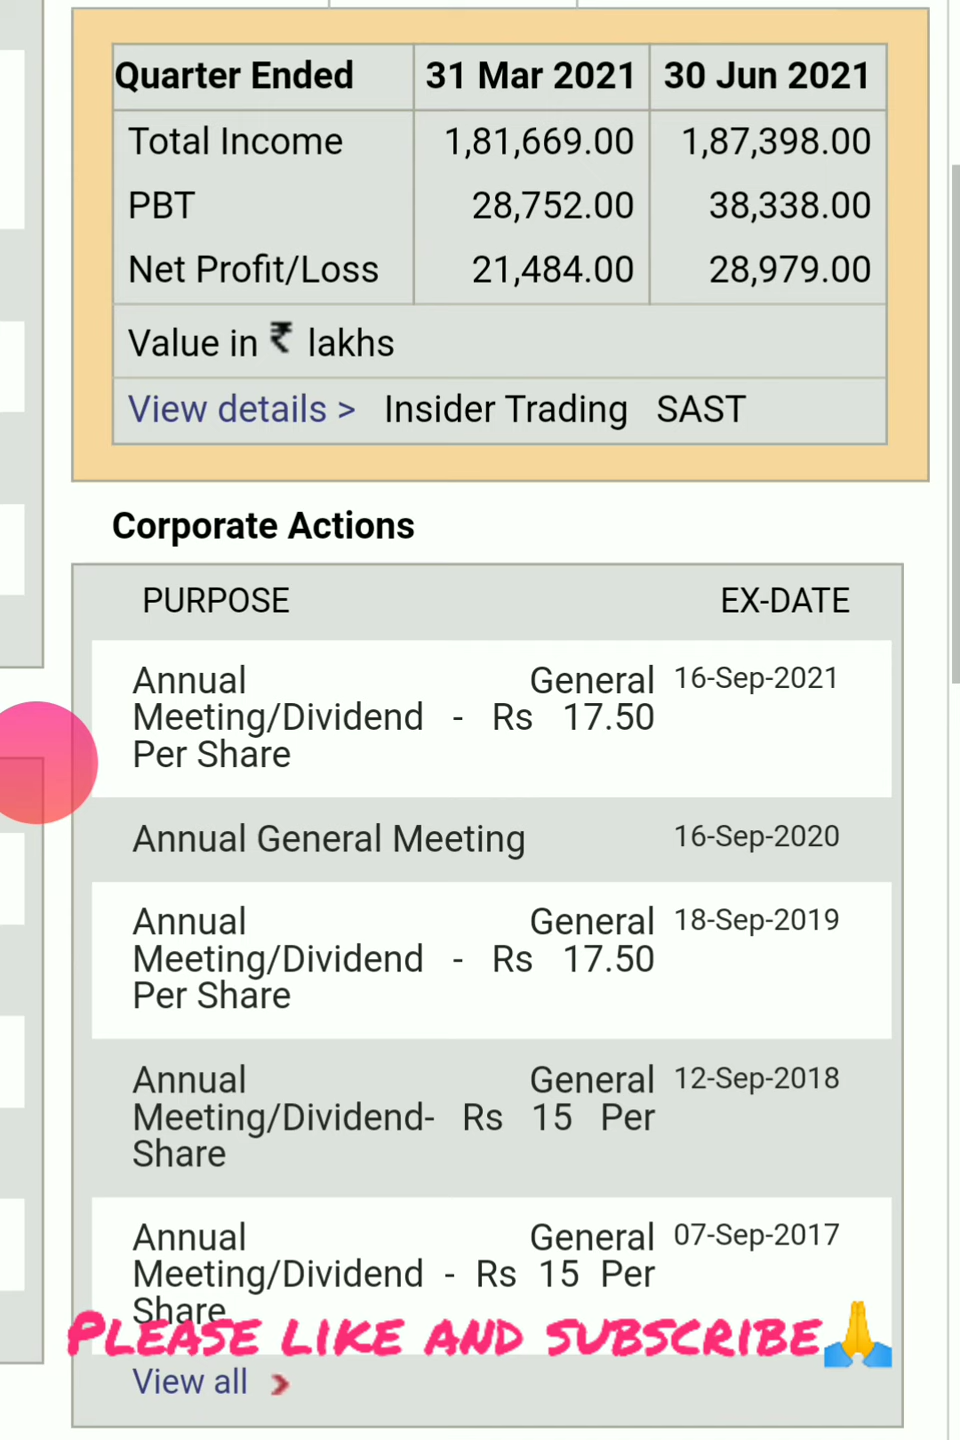 Quarter Ended 31 Mar 2021 30 Jun 2021
Total Income 1,81,669.00 1,87,398.00
PBT 28,752.00 38,338.00
Net Profit/Loss 21,484.00 28,979.00
Value in ₹ lakhs
View details > Insider Trading SAST
Corporate Actions
PURPOSE EX-DATE
Annual General 16-Sep-2021
Meeting/Dividend - Rs 17.50
Per Share
Annual General Meeting 16-Sep-2020
Annual General 18-Sep-2019
Meeting/Dividend - Rs 17.50
Per Share
Annual General 12-Sep-2018
Meeting/Dividend- Rs 15 Per
Share
Annual General 07-Sep-2017
Meeting/Dividend - Rs 15 Per
Share
PLEASE LIKE AND SUBSCRIBE🙏
View all >